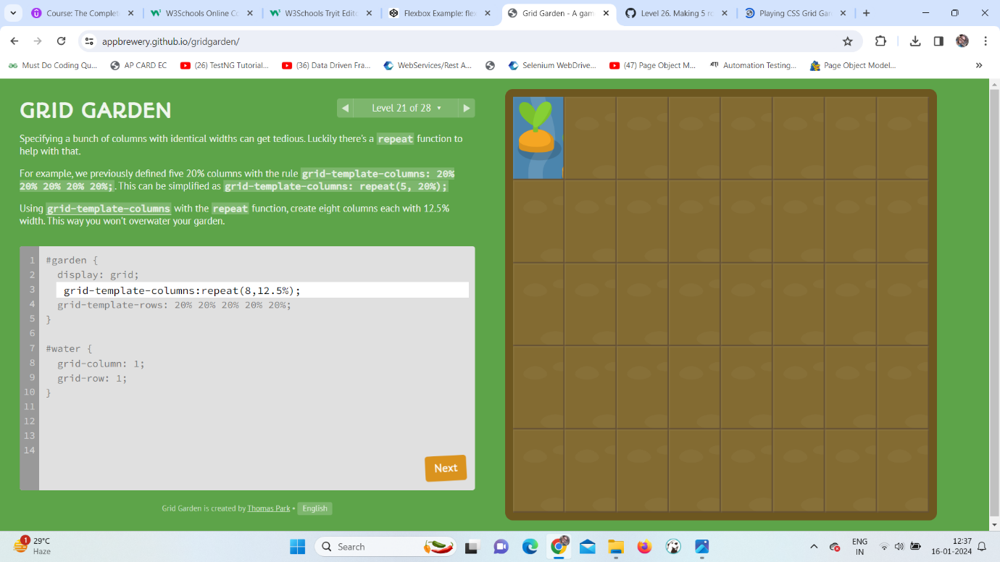 The Complet
W3Schools Online Co
W3Schools Tryit Edito
Flexbox Example: flex
Grid Garden - A gam
Level 26. Making 5 ro
Playing CSS Grid Gar
appbrewery.github.io/gridgarden/
Must Do Coding Qu...
AP CARD EC
(26) TestNG Tutorial...
(36) Data Driven Fra...
WebServices/Rest A...
Selenium WebDrive...
(47) Page Object M...
Automation Testing...
Page Object Model...
GRID GARDEN
Level 21 of 28
Specifying a bunch of columns with identical widths can get tedious. Luckily there's a repeat function to
help with that.
For example, we previously defined five 20% columns with the rule grid-template-columns: 20%
20% 20% 20% 20%;. This can be simplified as grid-template-columns: repeat(5, 20%);
Using grid-template-columns with the repeat function, create eight columns each with 12.5%
width. This way you won't overwater your garden.
1 #garden {
2 display: grid;
3 grid-template-columns:repeat(8,12.5%);
4 grid-template-rows: 20% 20% 20% 20% 20%;
5 }
6
7 #water {
8 grid-column: 1;
9 grid-row: 1;
10 }
11
12
13
14
Next
Grid Garden is created by Thomas Park • English
1
29°C
Haze
Search
ENG
IN
12:37
16-01-2024